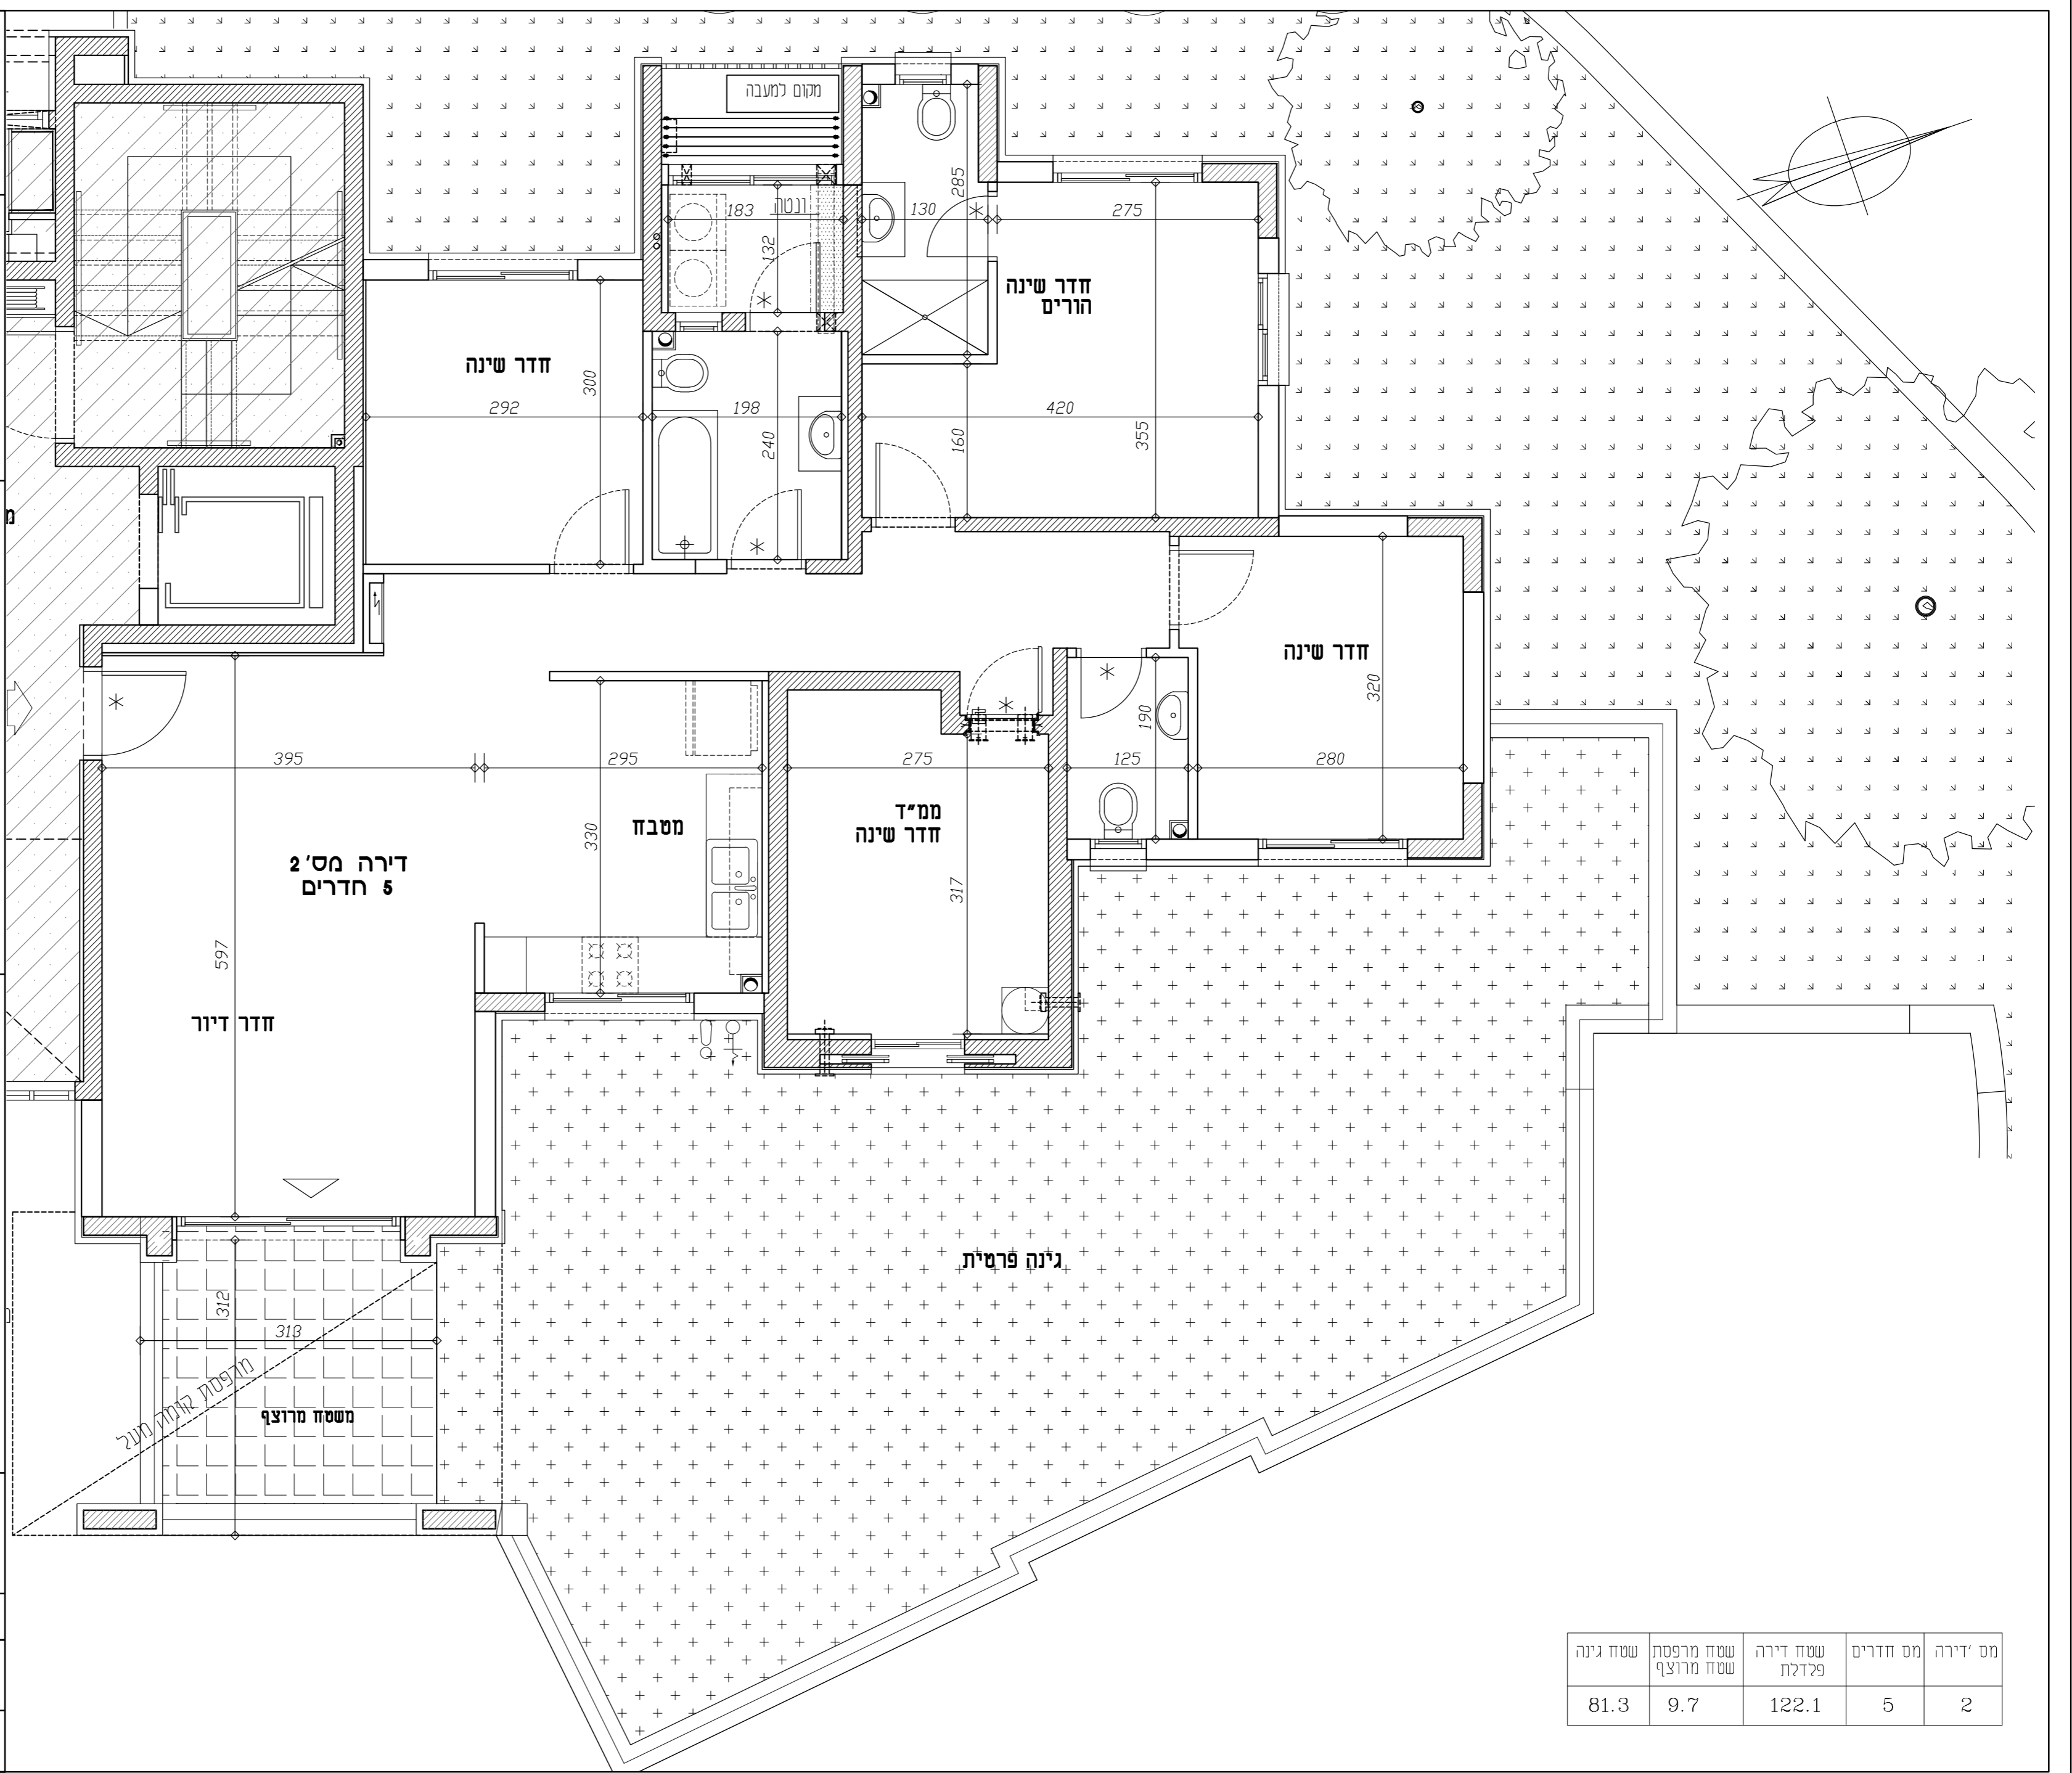 מקום למעבה
ונטה
183
132
130
285
275
חדר שינה
הורים
חדר שינה
300
292
198
240
420
160
355
חדר שינה
320
280
190
125
395
295
275
ממ״ד
חדר שינה
317
מטבח
330
דירה מס' 2
5 חדרים
597
חדר דיור
גינה פרטית
312
313
מרפסת קומה מעל
משטח מרוצף
מס 'דירה
מס חדרים
שטח דירה
פלדלת
שטח מרפסת
שטח מרוצף
שטח גינה
2
5
122.1
9.7
81.3